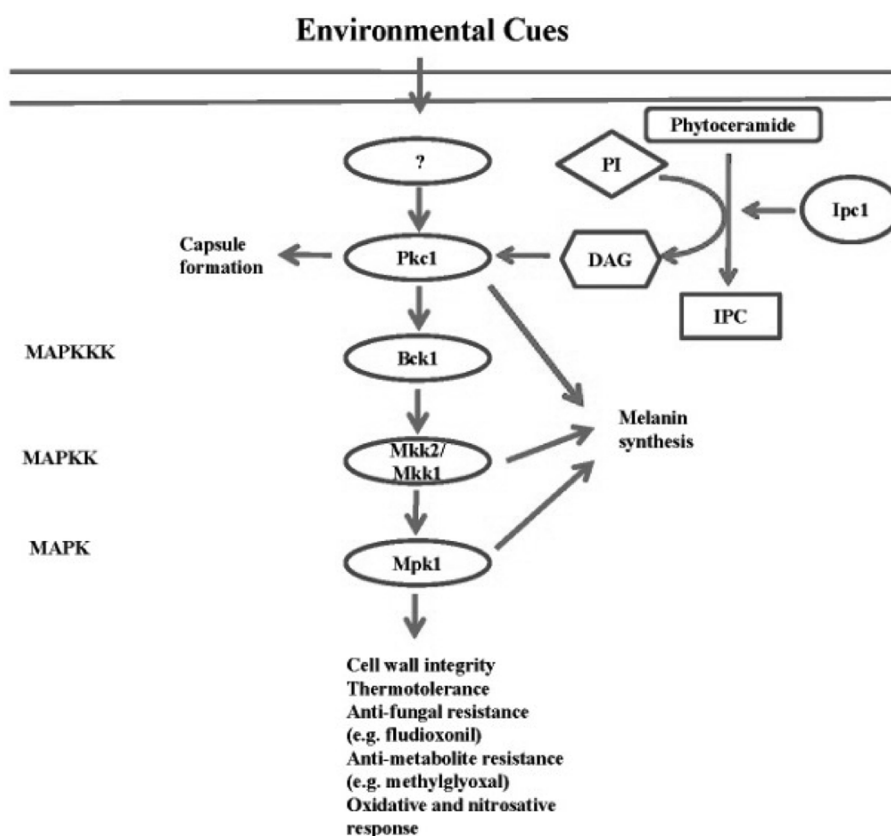 Environmental Cues
Phytoceramide
?
PI
Ipc1
Capsule
formation
Pkc1
DAG
IPC
MAPKKK
Bck1
Melanin
synthesis
MAPKK
Mkk2/
Mkk1
MAPK
Mpk1
Cell wall integrity
Thermotolerance
Anti-fungal resistance
(e.g. fludioxonil)
Anti-metabolite resistance
(e.g. methylglyoxal)
Oxidative and nitrosative
response